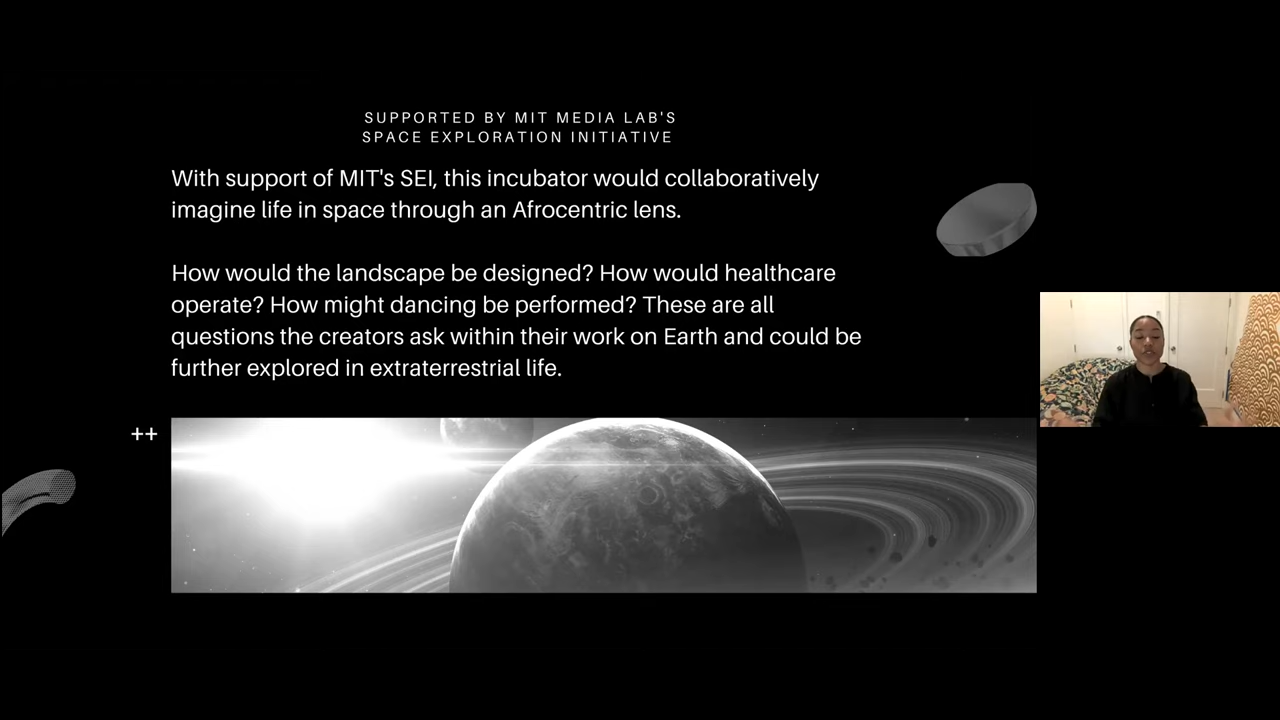 SUPPORTED BY MIT MEDIA LAB'S
SPACE EXPLORATION INITIATIVE
With support of MIT's SEI, this incubator would collaboratively
imagine life in space through an Afrocentric lens.
How would the landscape be designed? How would healthcare
operate? How might dancing be performed? These are all
questions the creators ask within their work on Earth and could be
further explored in extraterrestrial life.
++